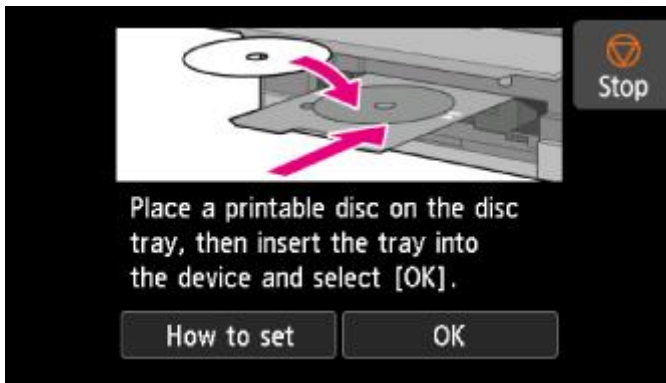 Stop
Place a printable disc on the disc
tray, then insert the tray into
the device and select [OK].
How to set
OK